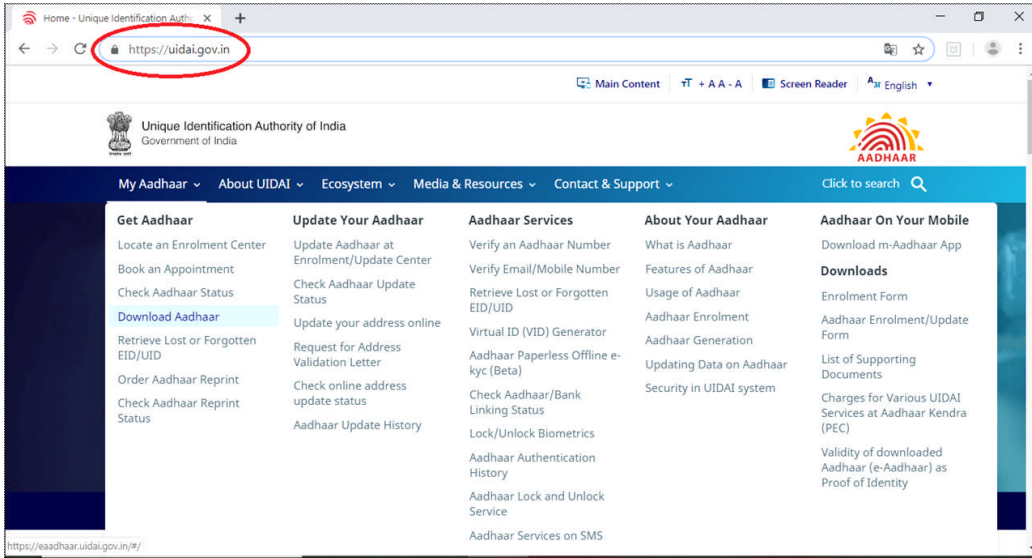 Home - Unique Identification Autho
https://uidai.gov.in
Main Content
+ A A - A
Screen Reader
English
Unique Identification Authority of India
Government of India
AADHAAR
My Aadhaar
About UIDAI
Ecosystem
Media & Resources
Contact & Support
Click to search
Get Aadhaar
Locate an Enrolment Center
Book an Appointment
Check Aadhaar Status
Download Aadhaar
Retrieve Lost or Forgotten
EID/UID
Order Aadhaar Reprint
Check Aadhaar Reprint
Status
Update Your Aadhaar
Update Aadhaar at
Enrolment/Update Center
Check Aadhaar Update
Status
Update your address online
Request for Address
Validation Letter
Check online address
update status
Aadhaar Update History
Aadhaar Services
Verify an Aadhaar Number
Verify Email/Mobile Number
Retrieve Lost or Forgotten
EID/UID
Virtual ID (VID) Generator
Aadhaar Paperless Offline e-
kyc (Beta)
Check Aadhaar/Bank
Linking Status
Lock/Unlock Biometrics
Aadhaar Authentication
History
Aadhaar Lock and Unlock
Service
Aadhaar Services on SMS
About Your Aadhaar
What is Aadhaar
Features of Aadhaar
Usage of Aadhaar
Aadhaar Enrolment
Aadhaar Generation
Updating Data on Aadhaar
Security in UIDAI system
Aadhaar On Your Mobile
Download m-Aadhaar App
Downloads
Enrolment Form
Aadhaar Enrolment/Update
Form
List of Supporting
Documents
Charges for Various UIDAI
Services at Aadhaar Kendra
(PEC)
Validity of downloaded
Aadhaar (e-Aadhaar) as
Proof of Identity
https://eaadhaar.uidai.gov.in/#/